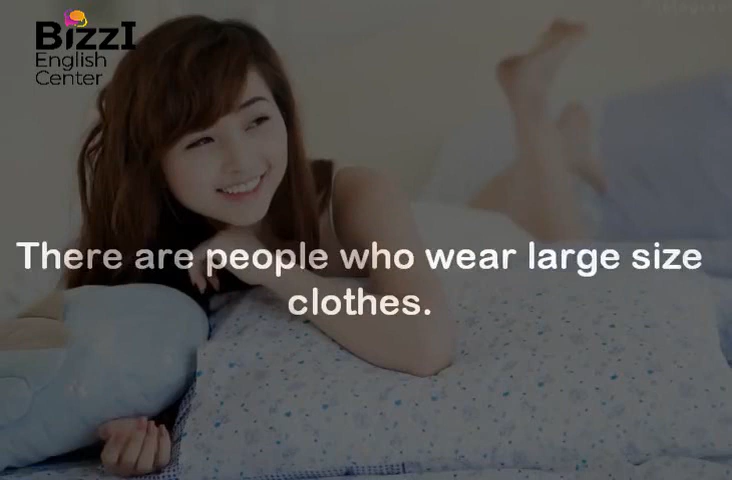 BizzI
English
Center
There are people who wear large size
clothes.